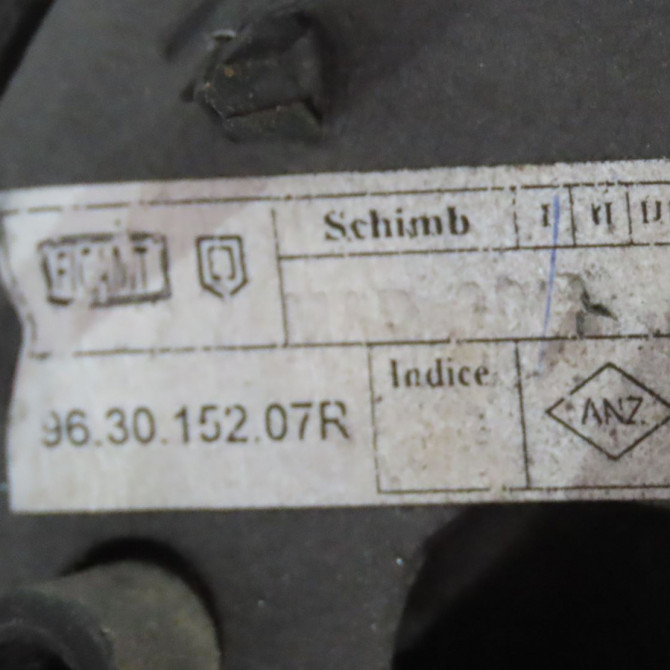 Schimb I II III
Indice
ANZ
96.30.152.07R